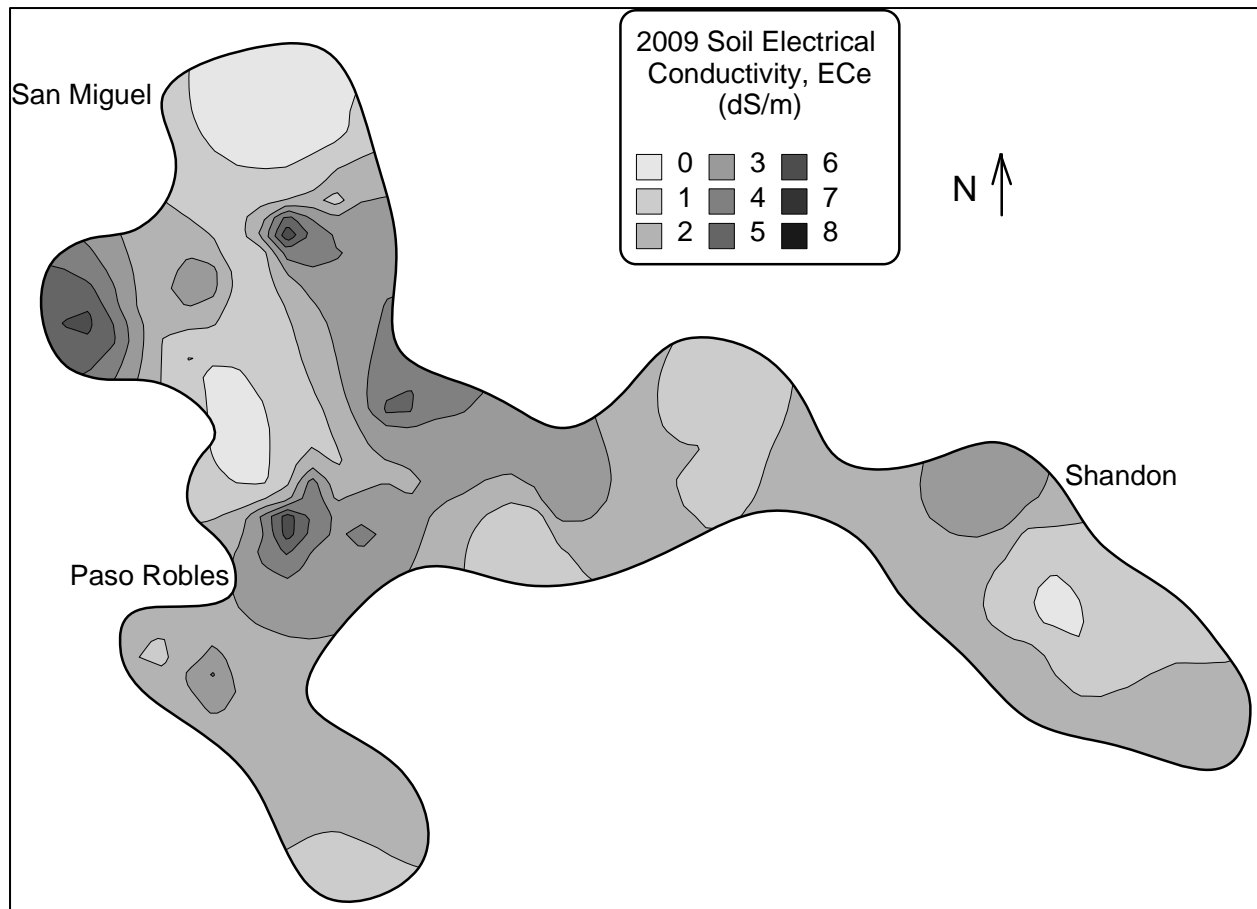 2009 Soil Electrical
Conductivity, ECe
(dS/m)
0 3 6
1 4 7
2 5 8
N
San Miguel
Shandon
Paso Robles